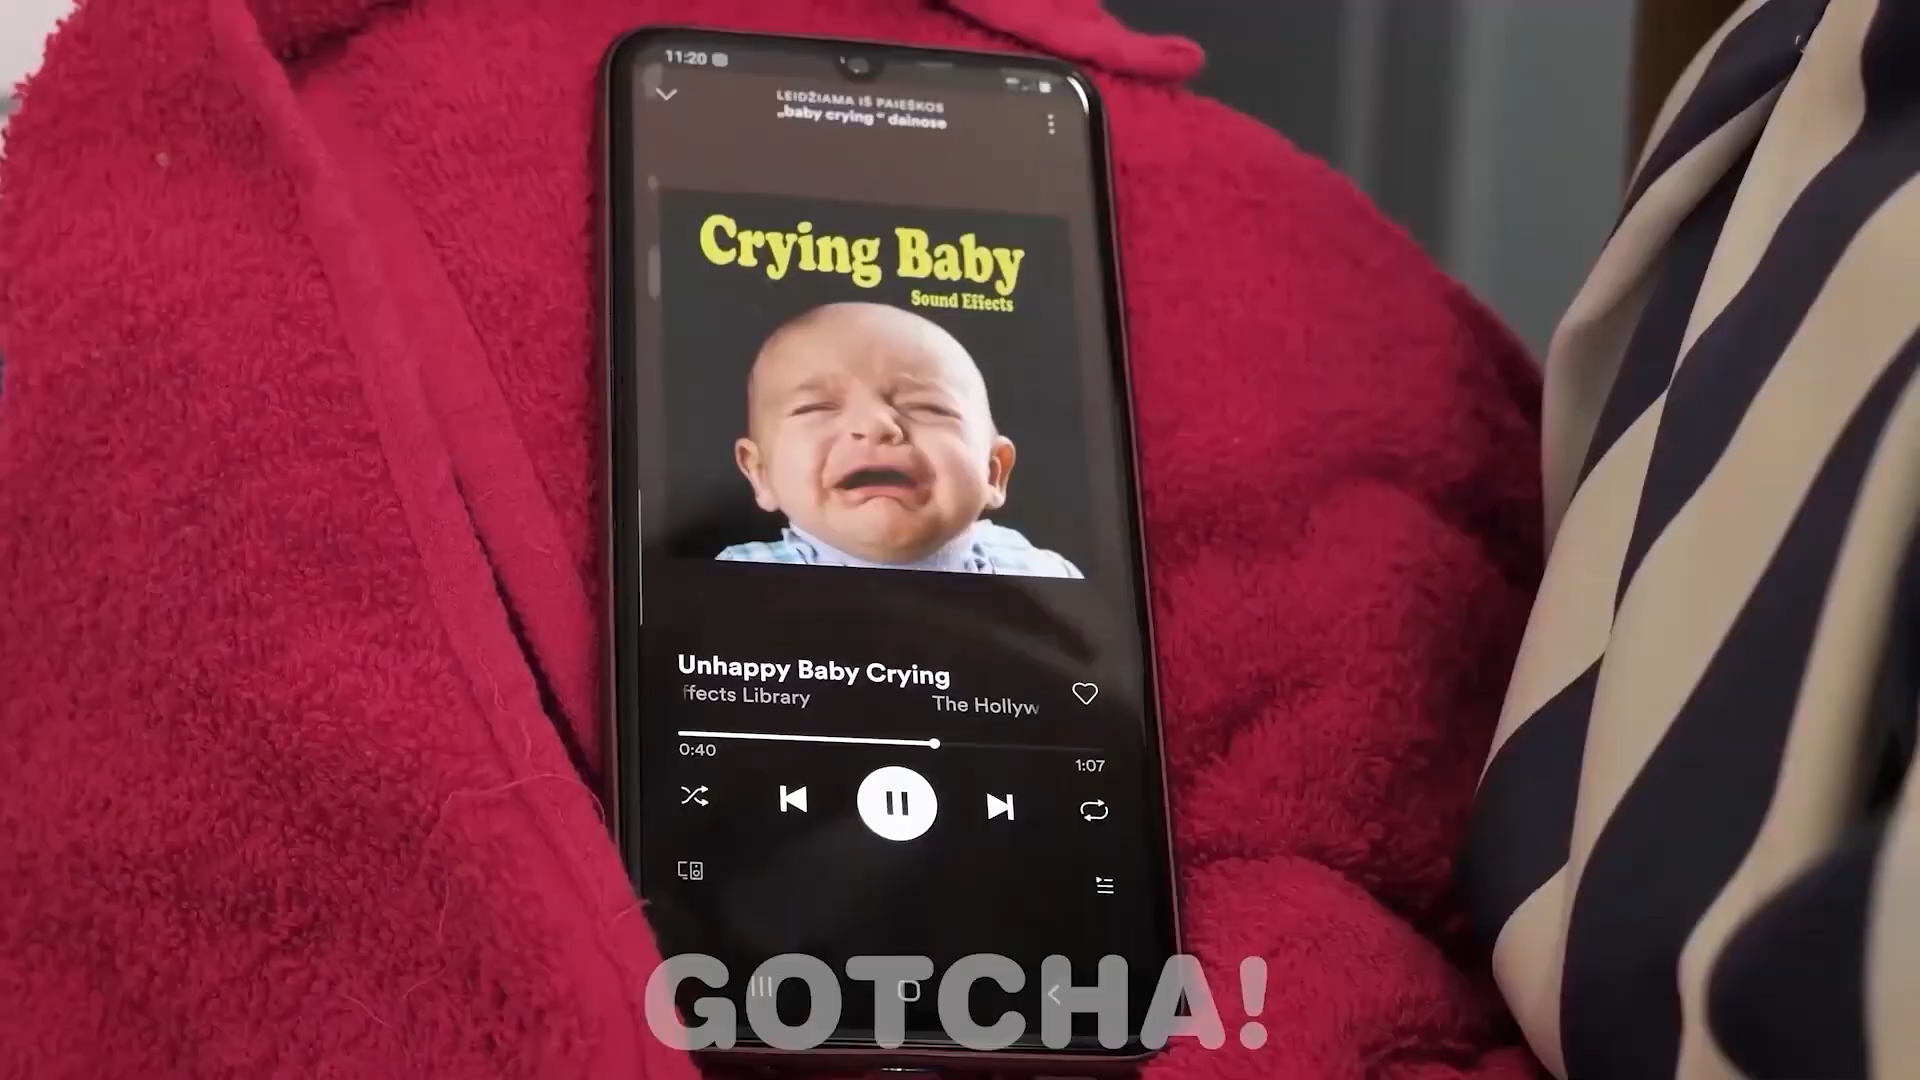 11:20
LEIDŽIAMA IŠ PAIEŠKOS
„baby crying “ dainose
Crying Baby
Sound Effects
Unhappy Baby Crying
ffects Library The Hollyw
0:40
1:07
GOTCHA!